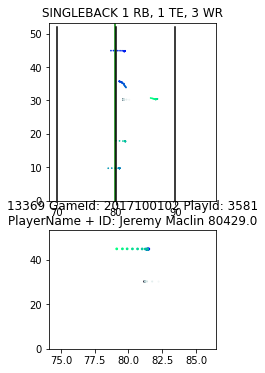 SINGLEBACK 1 RB, 1 TE, 3 WR
50
40
30
20
10
0
70 80 90
13369 GameId: 2017100102 PlayId: 3581
PlayerName + ID: Jeremy Maclin 80429.0
40
20
0
75.0 77.5 80.0 82.5 85.0